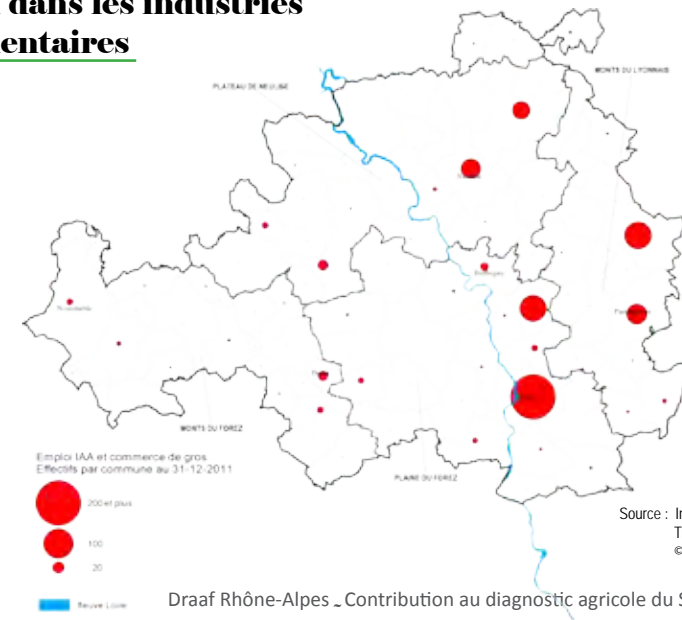 dans les industries
entaires
MONTS DU LYONNAIS
PLATEAU DE NEULISE
MONTS DU FOREZ
PLAINE DU FOREZ
Emploi IAA et commerce de gros
Effectifs par commune au 31-12-2011
200 et plus
100
20
fleuve Loire
Source : In
T
©
Draaf Rhône-Alpes _ Contribution au diagnostic agricole du S